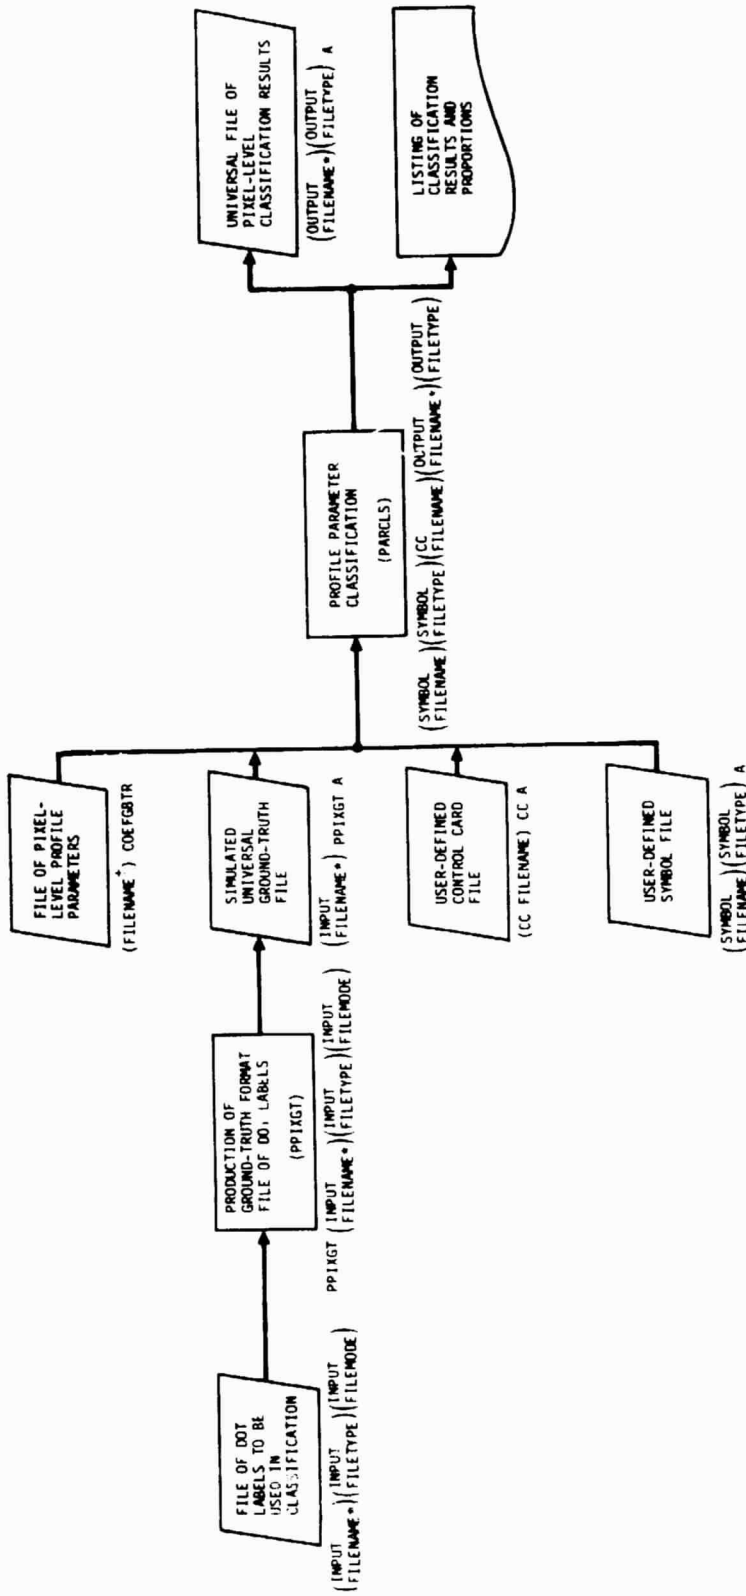 FILE OF DOT
LABELS TO BE
USED IN
CLASSIFICATION
(INPUT )(INPUT )(INPUT )
(FILENAME*)(FILETYPE)(FILEMODE)
PRODUCTION OF
GROUND-TRUTH FORMAT
FILE OF DO, LABELS
(PPIXGT)
PPIXGT (INPUT )(INPUT )(INPUT )
(FILENAME*)(FILETYPE)(FILEMODE)
FILE OF PIXEL-
LEVEL PROFILE
PARAMETERS
(FILENAME+) COEFGBTR
SIMULATED
UNIVERSAL
GROUND-TRUTH
FILE
(INPUT )
(FILENAME*) PPIXGT A
USER-DEFINED
CONTROL CARD
FILE
(CC FILENAME) CC A
USER-DEFINED
SYMBOL FILE
(SYMBOL )(SYMBOL )
(FILENAME)(FILETYPE) A
PROFILE PARAMETER
CLASSIFICATION
(PARCLS)
(SYMBOL )(SYMBOL )(CC )(OUTPUT )(OUTPUT )
(FILENAME)(FILETYPE)(FILENAME)(FILENAME+)(FILETYPE)
UNIVERSAL FILE OF
PIXEL-LEVEL
CLASSIFICATION RESULTS
(OUTPUT )(OUTPUT )
(FILENAME*)(FILETYPE) A
LISTING OF
CLASSIFICATION
RESULTS AND
PROPORTIONS